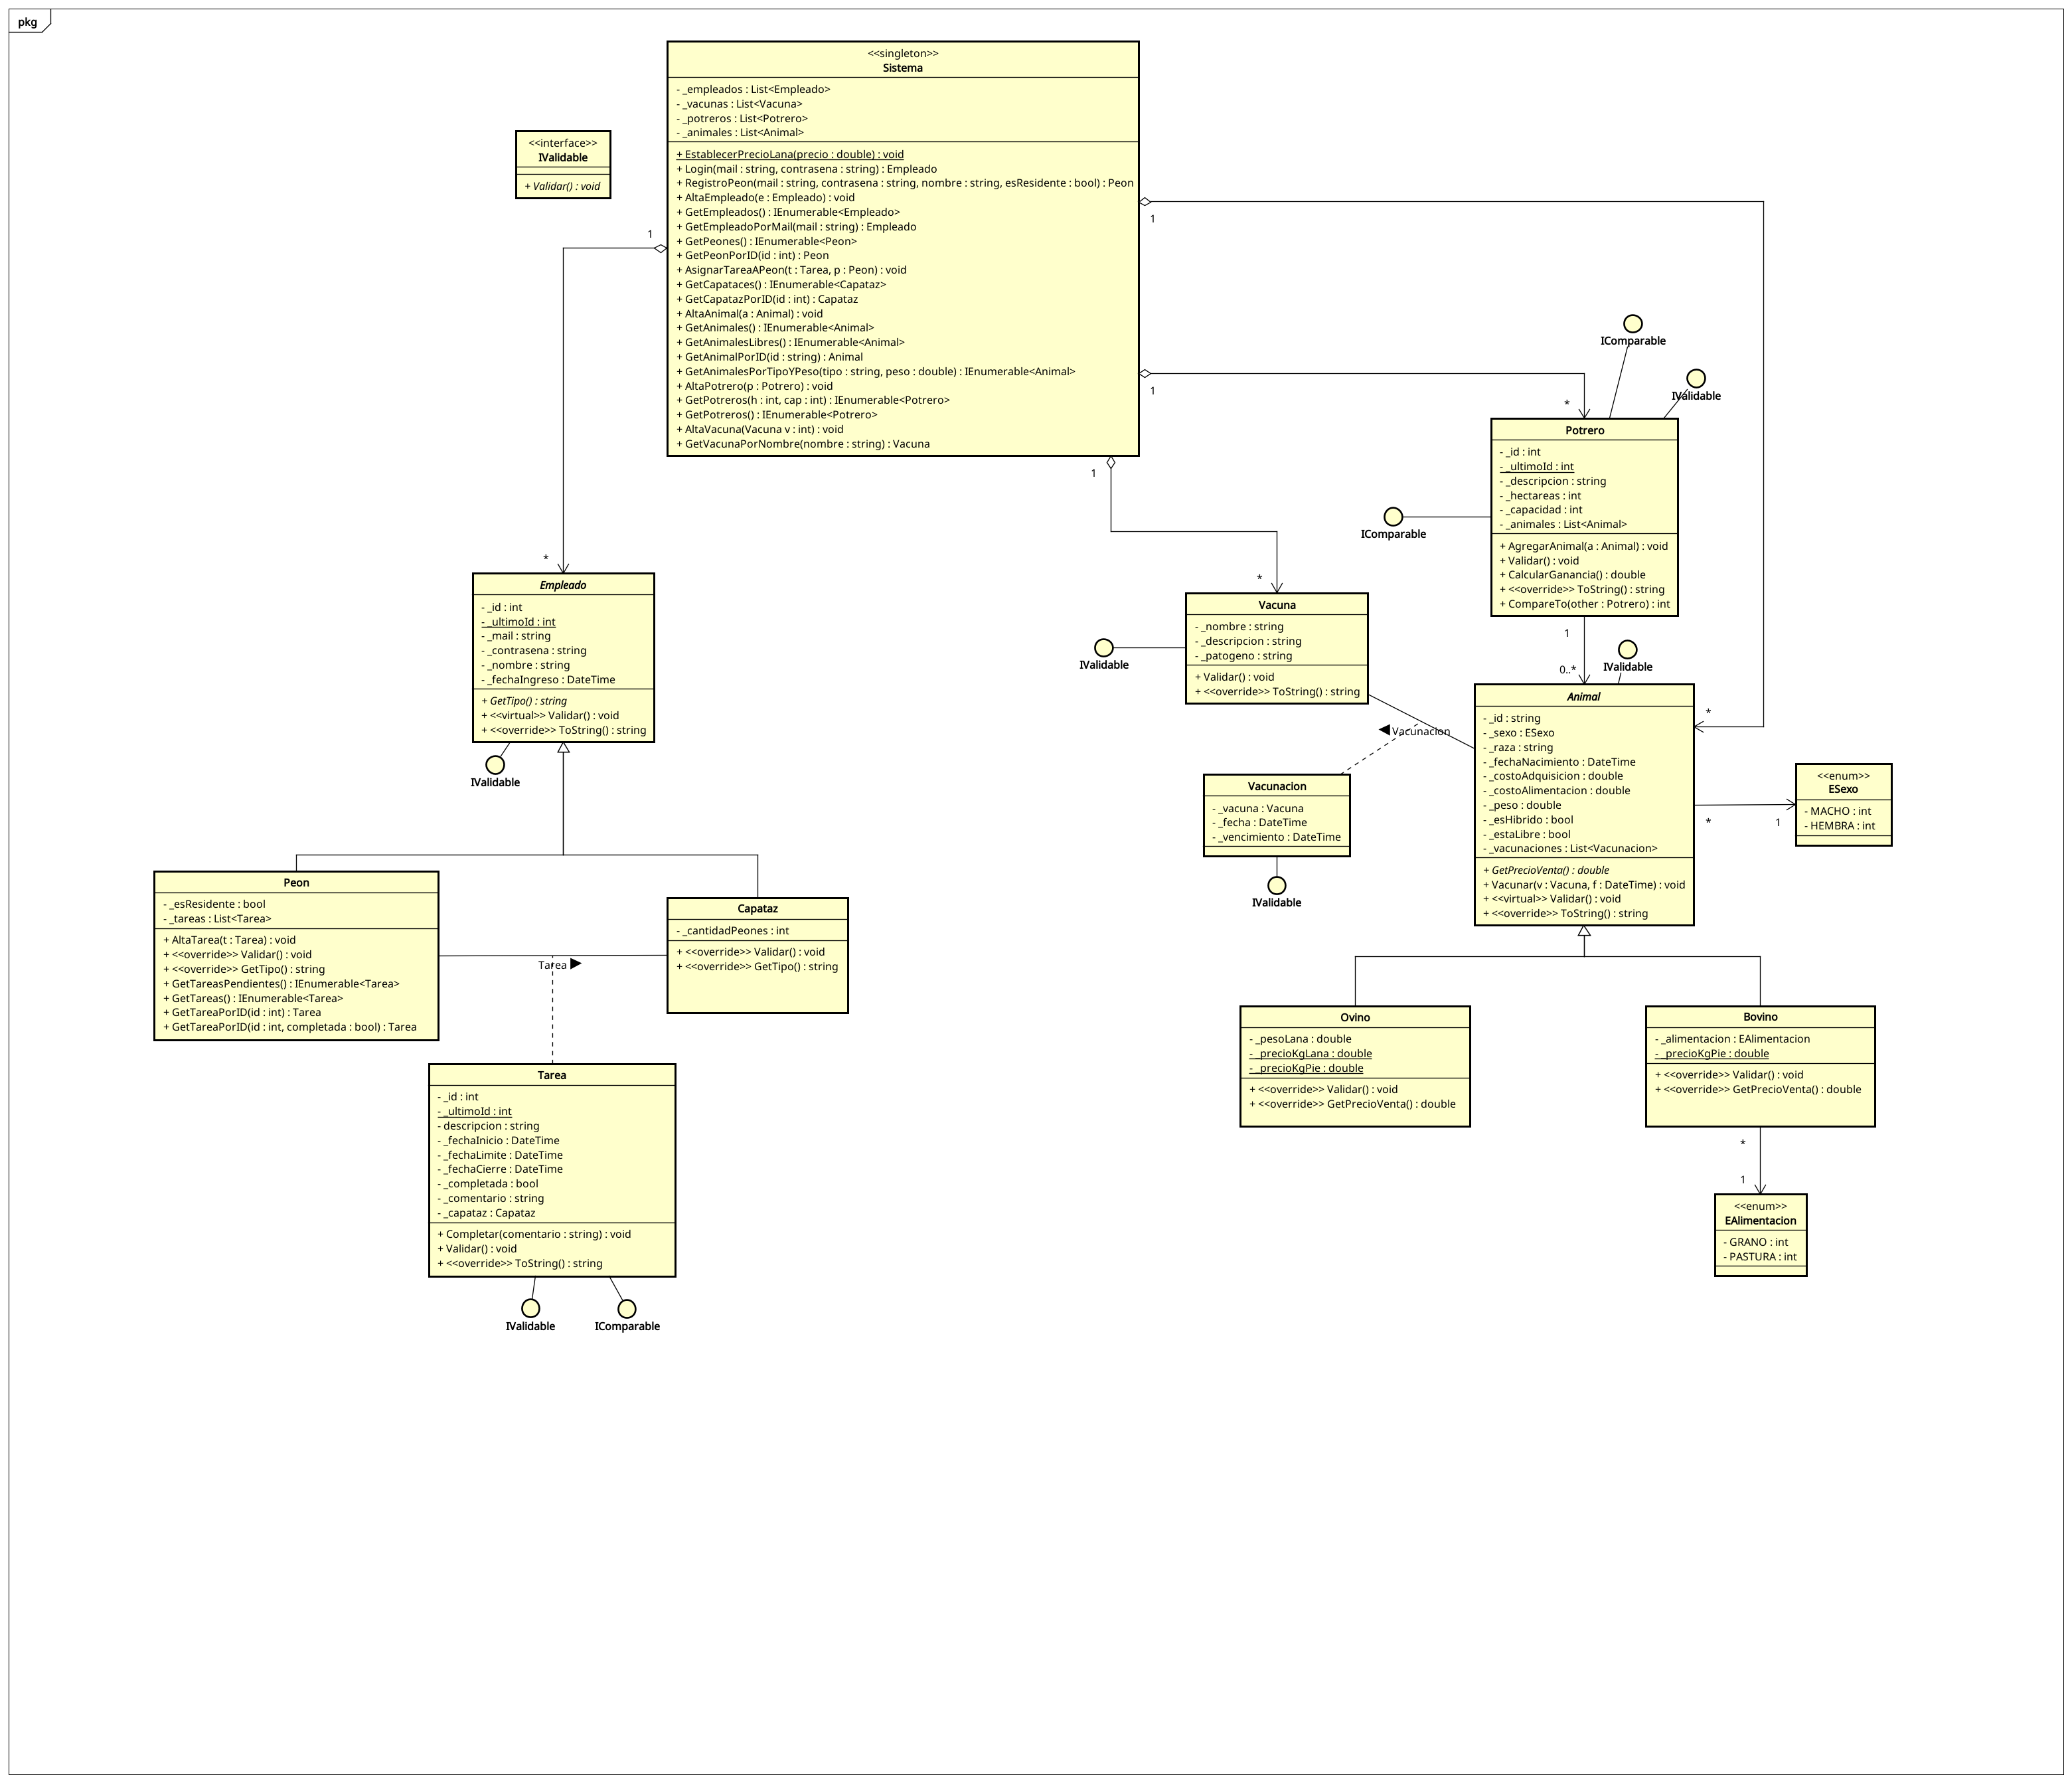 pkg
<<singleton>>
Sistema
- _empleados : List<Empleado>
- _vacunas : List<Vacuna>
- _potreros : List<Potrero>
- _animales : List<Animal>
+ EstablecerPrecioLana(precio : double) : void
+ Login(mail : string, contrasena : string) : Empleado
+ RegistroPeon(mail : string, contrasena : string, nombre : string, esResidente : bool) : Peon
+ AltaEmpleado(e : Empleado) : void
+ GetEmpleados() : IEnumerable<Empleado>
+ GetEmpleadoPorMail(mail : string) : Empleado
+ GetPeones() : IEnumerable<Peon>
+ GetPeonPorID(id : int) : Peon
+ AsignarTareaAPeon(t : Tarea, p : Peon) : void
+ GetCapataces() : IEnumerable<Capataz>
+ GetCapatazPorID(id : int) : Capataz
+ AltaAnimal(a : Animal) : void
+ GetAnimales() : IEnumerable<Animal>
+ GetAnimalesLibres() : IEnumerable<Animal>
+ GetAnimalPorID(id : string) : Animal
+ GetAnimalesPorTipoYPeso(tipo : string, peso : double) : IEnumerable<Animal>
+ AltaPotrero(p : Potrero) : void
+ GetPotreros(h : int, cap : int) : IEnumerable<Potrero>
+ GetPotreros() : IEnumerable<Potrero>
+ AltaVacuna(Vacuna v : int) : void
+ GetVacunaPorNombre(nombre : string) : Vacuna
<<interface>>
IValidable
+ Validar() : void
1
1
1
1
*
IComparable
IValidable
Potrero
- _id : int
- _ultimoId : int
- _descripcion : string
- _hectareas : int
- _capacidad : int
- _animales : List<Animal>
+ AgregarAnimal(a : Animal) : void
+ Validar() : void
+ CalcularGanancia() : double
+ <<override>> ToString() : string
+ CompareTo(other : Potrero) : int
IComparable
*
Empleado
- _id : int
- _ultimoId : int
- _mail : string
- _contrasena : string
- _nombre : string
- _fechaIngreso : DateTime
+ GetTipo() : string
+ <<virtual>> Validar() : void
+ <<override>> ToString() : string
IValidable
*
Vacuna
- _nombre : string
- _descripcion : string
- _patogeno : string
+ Validar() : void
+ <<override>> ToString() : string
IValidable
1
0..*
IValidable
*
Animal
- _id : string
- _sexo : ESexo
- _raza : string
- _fechaNacimiento : DateTime
- _costoAdquisicion : double
- _costoAlimentacion : double
- _peso : double
- _esHibrido : bool
- _estaLibre : bool
- _vacunaciones : List<Vacunacion>
+ GetPrecioVenta() : double
+ Vacunar(v : Vacuna, f : DateTime) : void
+ <<virtual>> Validar() : void
+ <<override>> ToString() : string
Vacunacion
Vacunacion
- _vacuna : Vacuna
- _fecha : DateTime
- _vencimiento : DateTime
IValidable
*
1
<<enum>>
ESexo
- MACHO : int
- HEMBRA : int
Peon
- _esResidente : bool
- _tareas : List<Tarea>
+ AltaTarea(t : Tarea) : void
+ <<override>> Validar() : void
+ <<override>> GetTipo() : string
+ GetTareasPendientes() : IEnumerable<Tarea>
+ GetTareas() : IEnumerable<Tarea>
+ GetTareaPorID(id : int) : Tarea
+ GetTareaPorID(id : int, completada : bool) : Tarea
Tarea
Capataz
- _cantidadPeones : int
+ <<override>> Validar() : void
+ <<override>> GetTipo() : string
Tarea
- _id : int
- _ultimoId : int
- descripcion : string
- _fechaInicio : DateTime
- _fechaLimite : DateTime
- _fechaCierre : DateTime
- _completada : bool
- _comentario : string
- _capataz : Capataz
+ Completar(comentario : string) : void
+ Validar() : void
+ <<override>> ToString() : string
IValidable
IComparable
Ovino
- _pesoLana : double
- _precioKgLana : double
- _precioKgPie : double
+ <<override>> Validar() : void
+ <<override>> GetPrecioVenta() : double
Bovino
- _alimentacion : EAlimentacion
- _precioKgPie : double
+ <<override>> Validar() : void
+ <<override>> GetPrecioVenta() : double
*
1
<<enum>>
EAlimentacion
- GRANO : int
- PASTURA : int